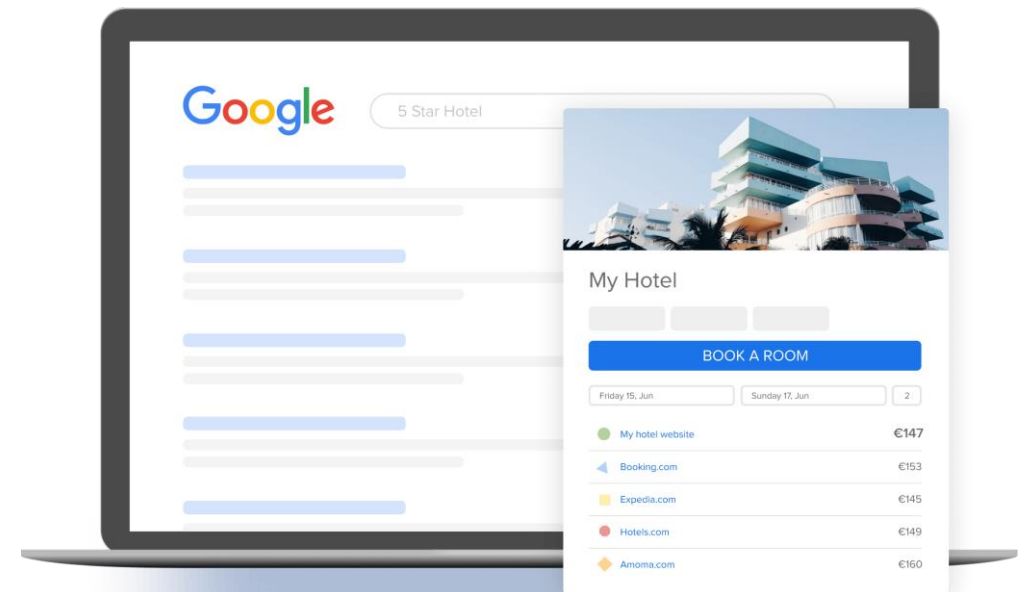 Google
5 Star Hotel
My Hotel
BOOK A ROOM
Friday 15, Jun Sunday 17, Jun 2
My hotel website €147
Booking.com €153
Expedia.com €145
Hotels.com €149
Amoma.com €160